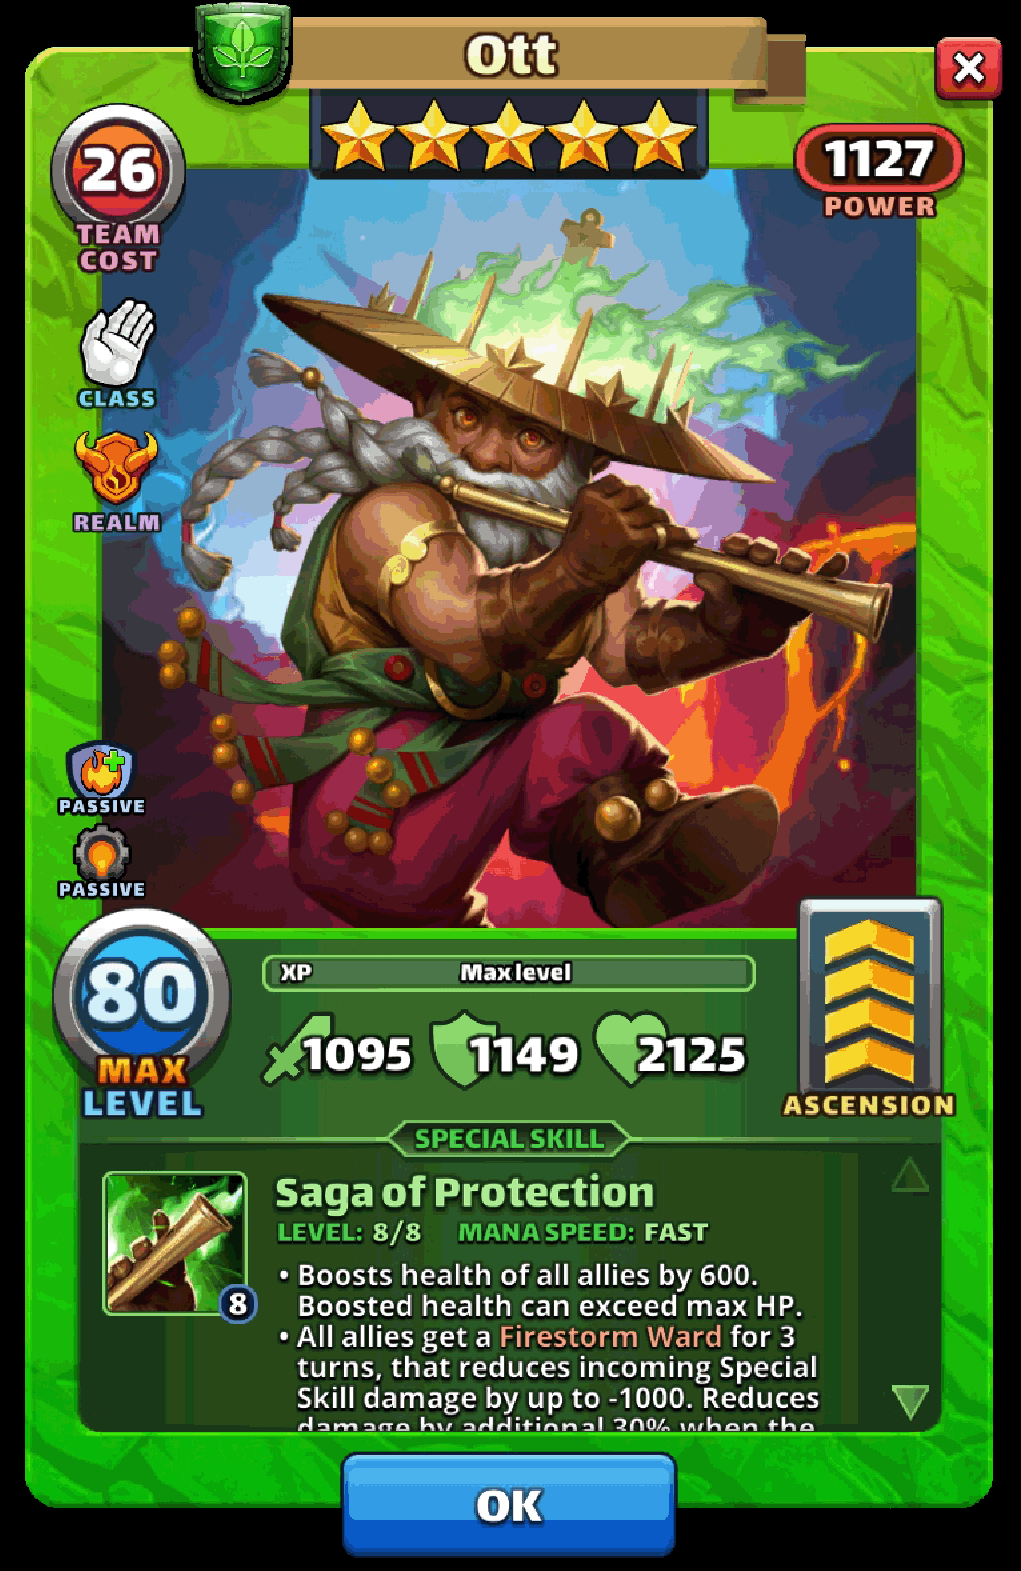 Ott
26
TEAM
COST
1127
POWER
CLASS
REALM
PASSIVE
PASSIVE
80
MAX
LEVEL
XP Max level
1095 1149 2125
ASCENSION
SPECIAL SKILL
Saga of Protection
LEVEL: 8/8 MANA SPEED: FAST
8
• Boosts health of all allies by 600.
Boosted health can exceed max HP.
• All allies get a Firestorm Ward for 3
turns, that reduces incoming Special
Skill damage by up to -1000. Reduces
damage by additional 30% when the
OK